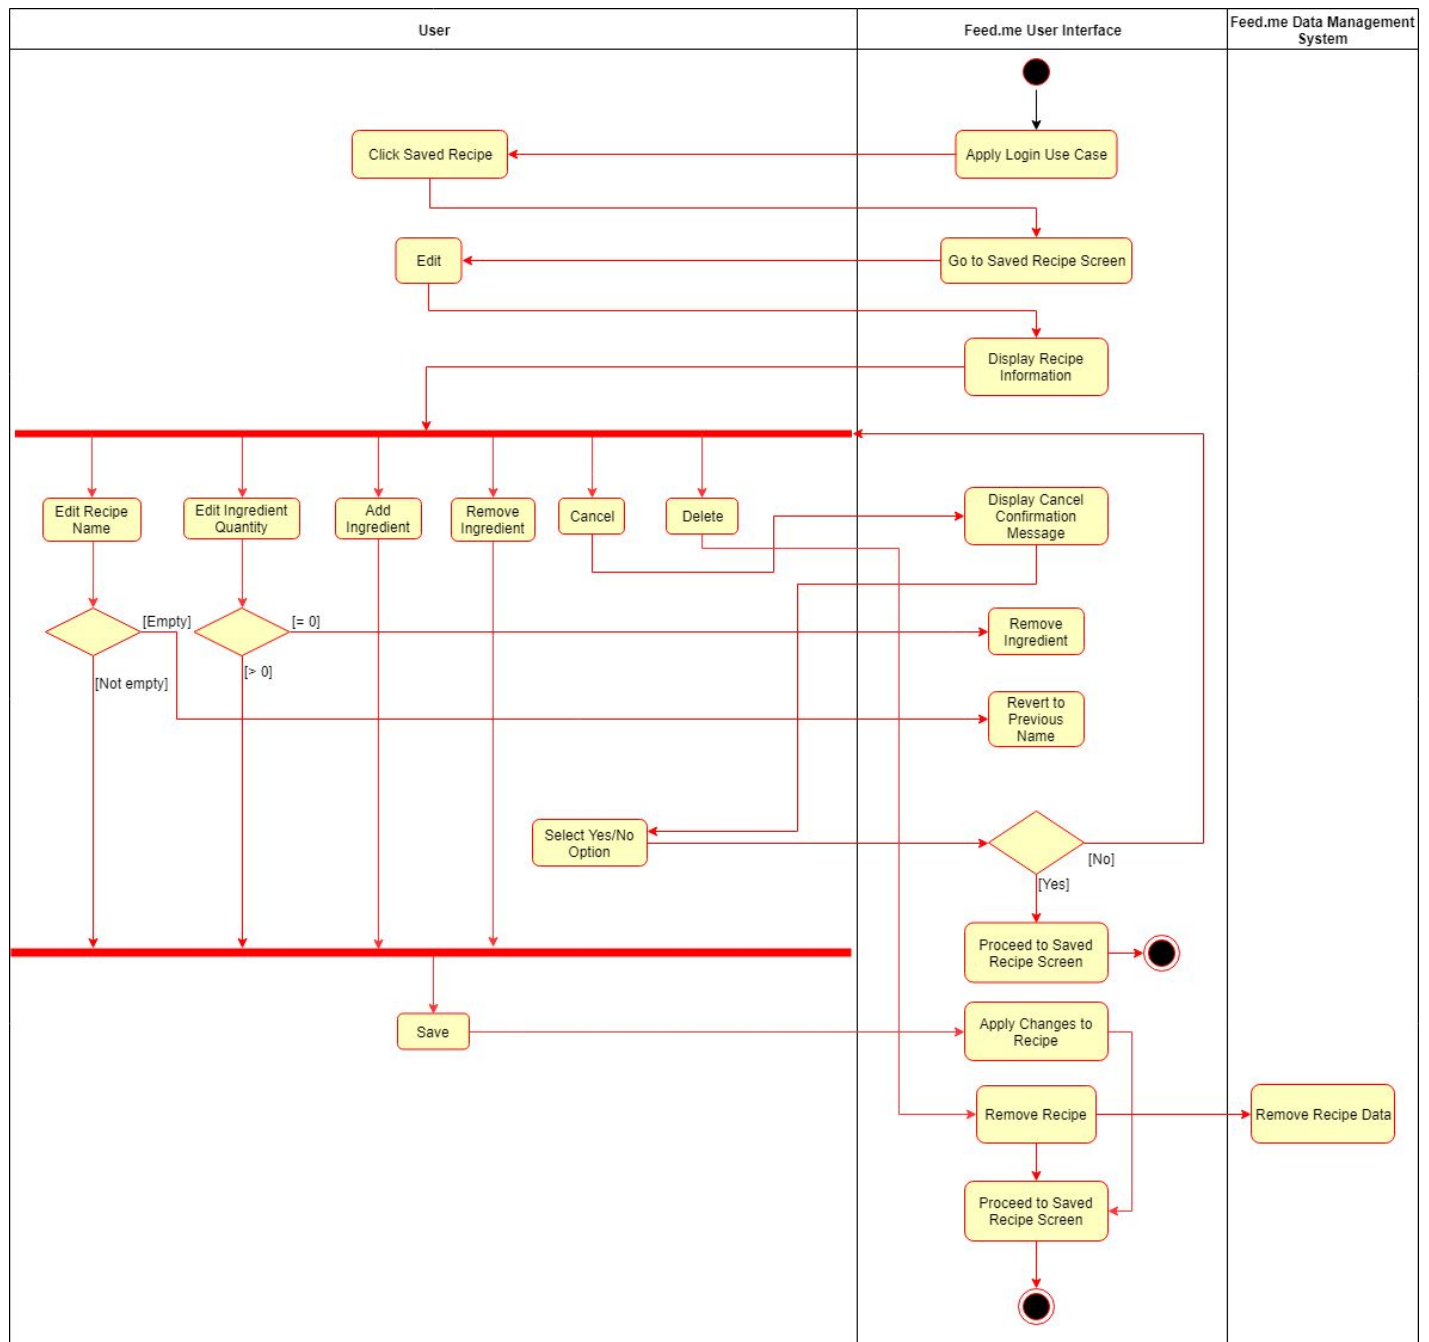 User
Feed.me User Interface
Feed.me Data Management
System
Click Saved Recipe
Apply Login Use Case
Edit
Go to Saved Recipe Screen
Display Recipe
Information
Edit Recipe
Name
Edit Ingredient
Quantity
Add
Ingredient
Remove
Ingredient
Cancel
Delete
Display Cancel
Confirmation
Message
[Empty]
[= 0]
Remove
Ingredient
[Not empty]
[> 0]
Revert to
Previous
Name
Select Yes/No
Option
[No]
[Yes]
Proceed to Saved
Recipe Screen
Save
Apply Changes to
Recipe
Remove Recipe
Remove Recipe Data
Proceed to Saved
Recipe Screen